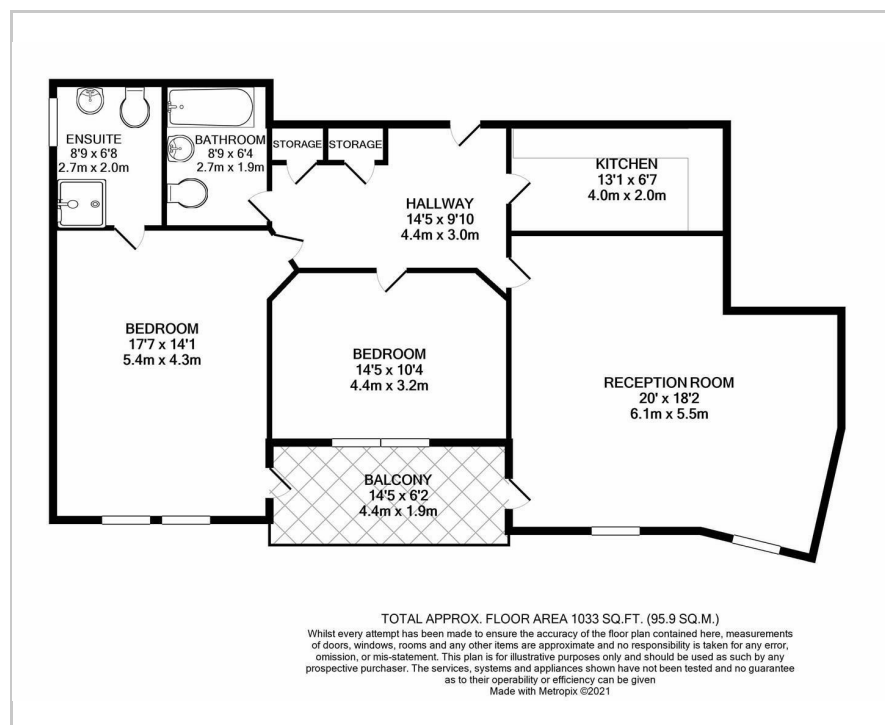 ENSUITE
8'9 x 6'8
2.7m x 2.0m
BATHROOM
8'9 x 6'4
2.7m x 1.9m
STORAGE
STORAGE
HALLWAY
14'5 x 9'10
4.4m x 3.0m
KITCHEN
13'1 x 6'7
4.0m x 2.0m
BEDROOM
17'7 x 14'1
5.4m x 4.3m
BEDROOM
14'5 x 10'4
4.4m x 3.2m
RECEPTION ROOM
20' x 18'2
6.1m x 5.5m
BALCONY
14'5 x 6'2
4.4m x 1.9m
TOTAL APPROX. FLOOR AREA 1033 SQ.FT. (95.9 SQ.M.)
Whilst every attempt has been made to ensure the accuracy of the floor plan contained here, measurements
of doors, windows, rooms and any other items are approximate and no responsibility is taken for any error,
omission, or mis-statement. This plan is for illustrative purposes only and should be used as such by any
prospective purchaser. The services, systems and appliances shown have not been tested and no guarantee
as to their operability or efficiency can be given
Made with Metropix ©2021